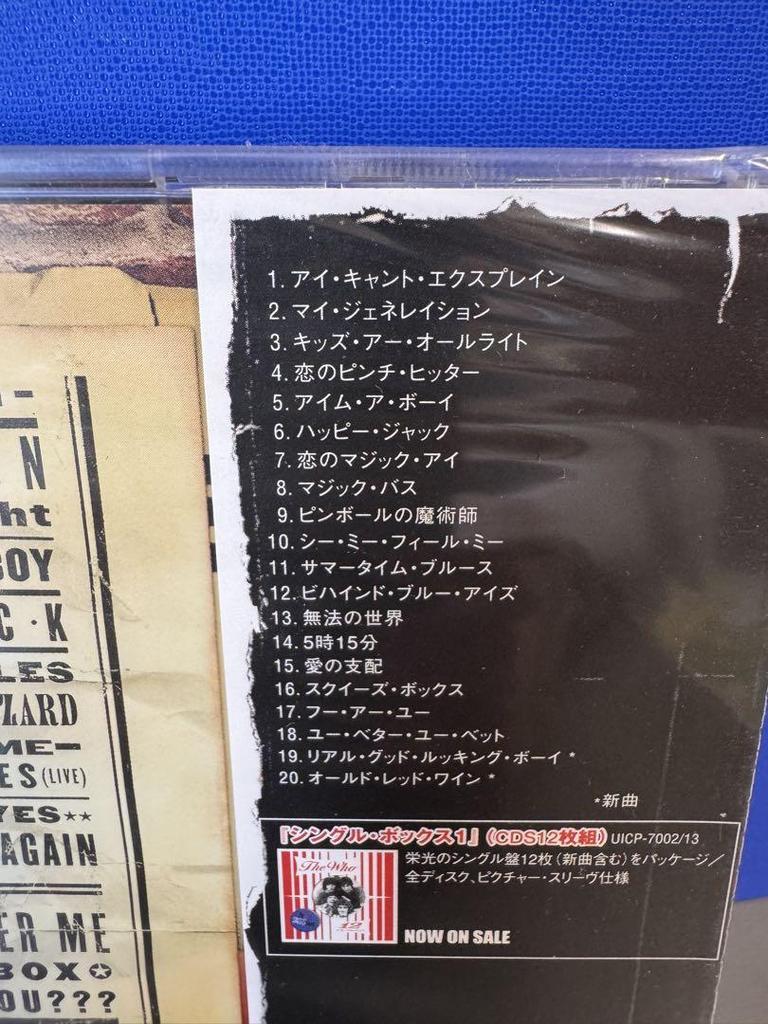 N
ht
BOY
C·K
LES
ZARD
ME-
ES (LIVE)
YES★★
AGAIN
ER ME
BOX✪
OU???
1. アイ・キャント・エクスプレイン
2. マイ・ジェネレイション
3. キッズ・アー・オールライト
4. 恋のピンチ・ヒッター
5. アイム・ア・ボーイ
6. ハッピー・ジャック
7. 恋のマジック・アイ
8. マジック・バス
9. ピンボールの魔術師
10. シー・ミー・フィール・ミー
11. サマータイム・ブルース
12. ビハインド・ブルー・アイズ
13. 無法の世界
14. 5時15分
15. 愛の支配
16. スクイーズ・ボックス
17. フー・アー・ユー
18. ユー・ベター・ユー・ベット
19. リアル・グッド・ルッキング・ボーイ *
20. オールド・レッド・ワイン *
*新曲
『シングル・ボックス1』(CDS12枚組) UICP-7002/13
栄光のシングル盤12枚(新曲含む)をパッケージ/
全ディスク、ピクチャー・スリーヴ仕様
The Who
12
NOW ON SALE